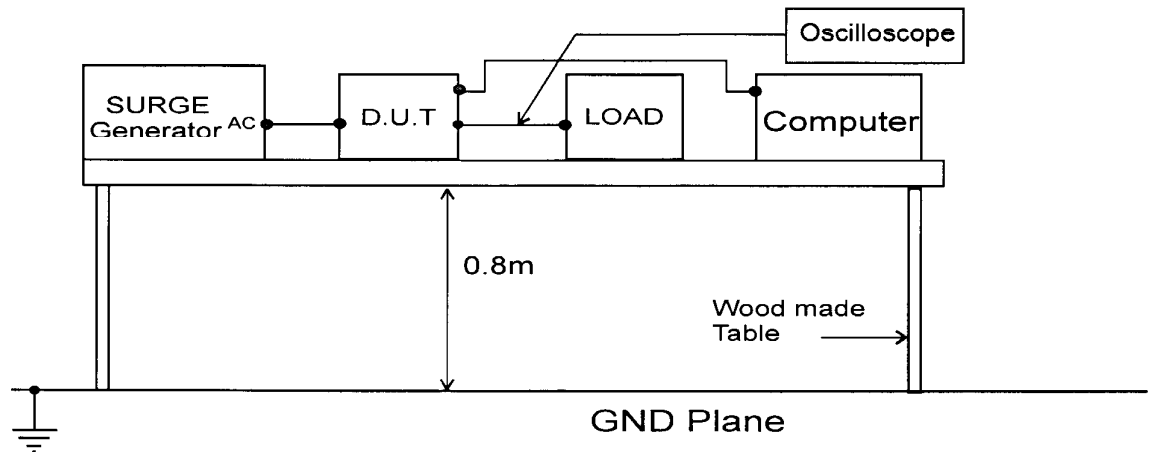 Oscilloscope
SURGE
Generator AC
D.U.T
LOAD
Computer
0.8m
Wood made
Table
GND Plane